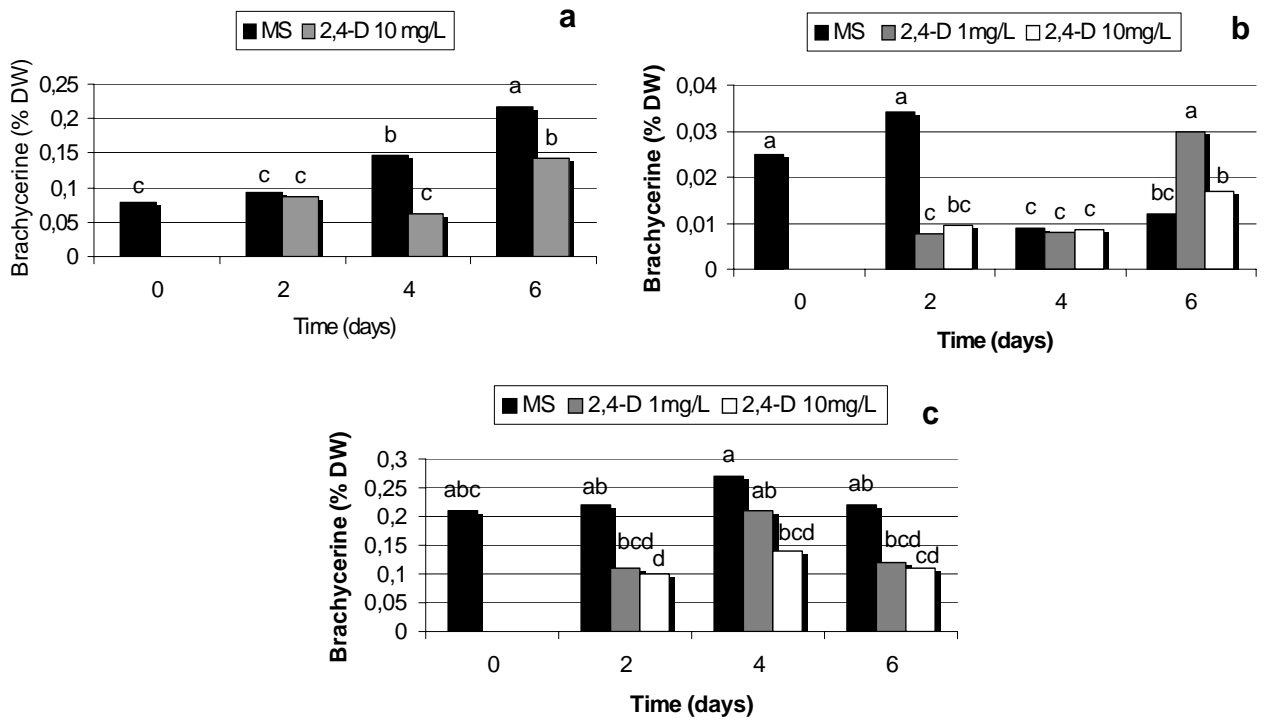 a
MS 2,4-D 10 mg/L
Brachycerine (% DW)
0,25
0,2
0,15
0,1
0,05
0
c
c c
b
c
a
b
0 2 4 6
Time (days)
b
MS 2,4-D 1mg/L 2,4-D 10mg/L
Brachycerine (% DW)
0,04
0,03
0,02
0,01
0
a
a
c
bc
c c c
bc
a
b
0 2 4 6
Time (days)
c
MS 2,4-D 1mg/L 2,4-D 10mg/L
Brachycerine (% DW)
0,3
0,25
0,2
0,15
0,1
0,05
0
abc
ab
bcd
d
a
ab
bcd
ab
bcd
cd
0 2 4 6
Time (days)